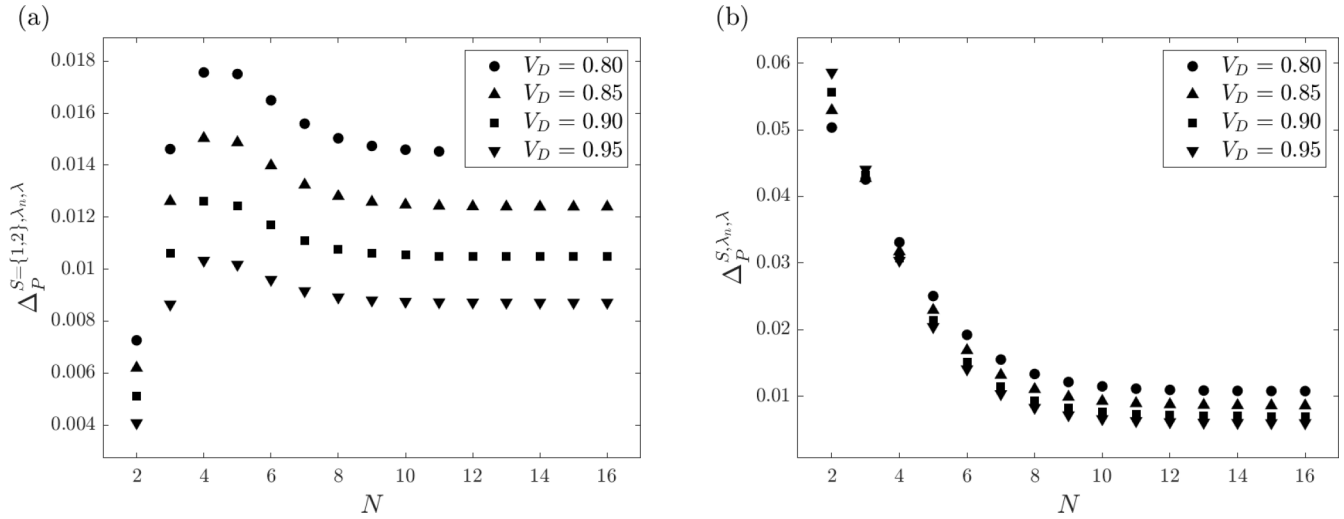 (a)
0.018
0.016
0.014
0.012
0.01
0.008
0.006
0.004
Δ_P^{S={1,2},λ_n,λ}
V_D = 0.80
V_D = 0.85
V_D = 0.90
V_D = 0.95
2 4 6 8 10 12 14 16
N
(b)
0.06
0.05
0.04
0.03
0.02
0.01
Δ_P^{S,λ_n,λ}
V_D = 0.80
V_D = 0.85
V_D = 0.90
V_D = 0.95
2 4 6 8 10 12 14 16
N